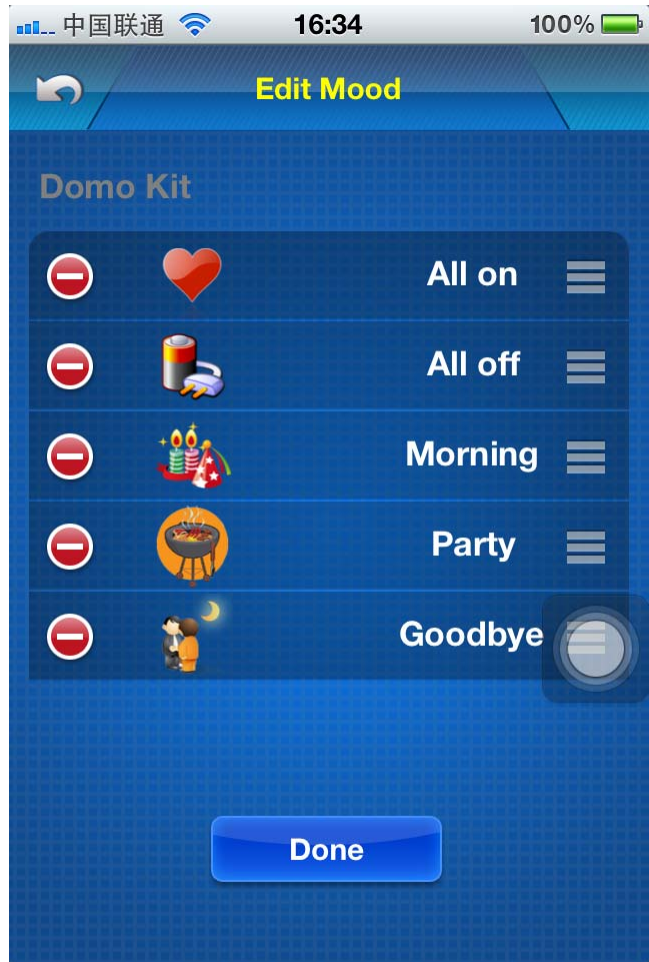 中国联通 16:34 100%
Edit Mood
Domo Kit
All on
All off
Morning
Party
Goodbye
Done